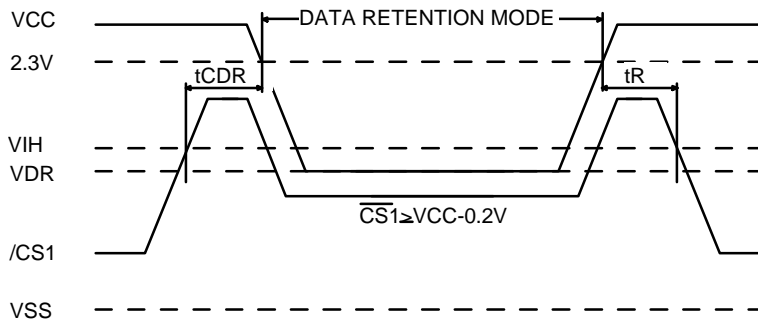 VCC
DATA RETENTION MODE
2.3V
tCDR
tR
VIH
VDR
CS1≥VCC-0.2V
/CS1
VSS